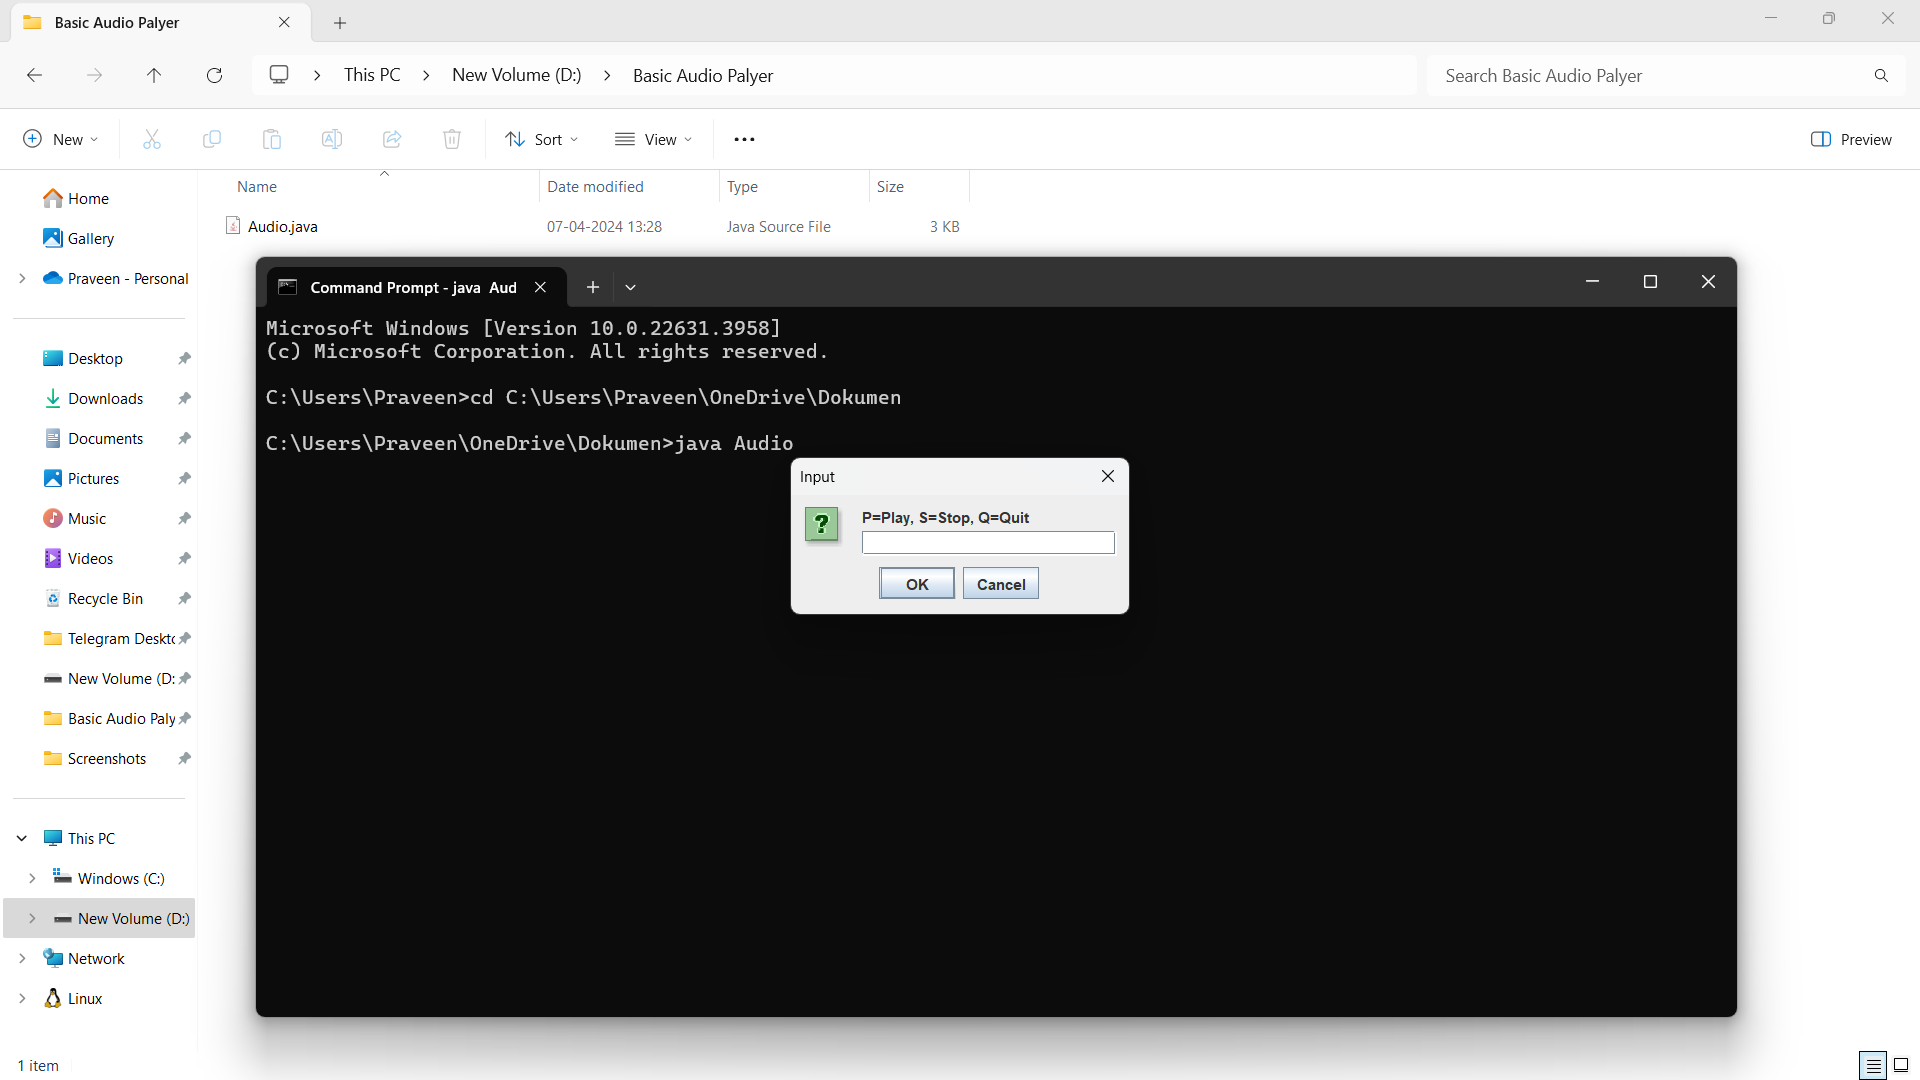 Basic Audio Palyer
This PC
New Volume (D:)
Basic Audio Palyer
Search Basic Audio Palyer
New
Sort
View
Preview
Name
Date modified
Type
Size
Audio.java
07-04-2024 13:28
Java Source File
3 KB
Home
Gallery
Praveen - Personal
Desktop
Downloads
Documents
Pictures
Music
Videos
Recycle Bin
Telegram Deskto
New Volume (D:
Basic Audio Paly
Screenshots
This PC
Windows (C:)
New Volume (D:)
Network
Linux
1 item
Command Prompt - java Aud
Microsoft Windows [Version 10.0.22631.3958]
(c) Microsoft Corporation. All rights reserved.
C:\Users\Praveen>cd C:\Users\Praveen\OneDrive\Dokumen
C:\Users\Praveen\OneDrive\Dokumen>java Audio
Input
P=Play, S=Stop, Q=Quit
OK
Cancel